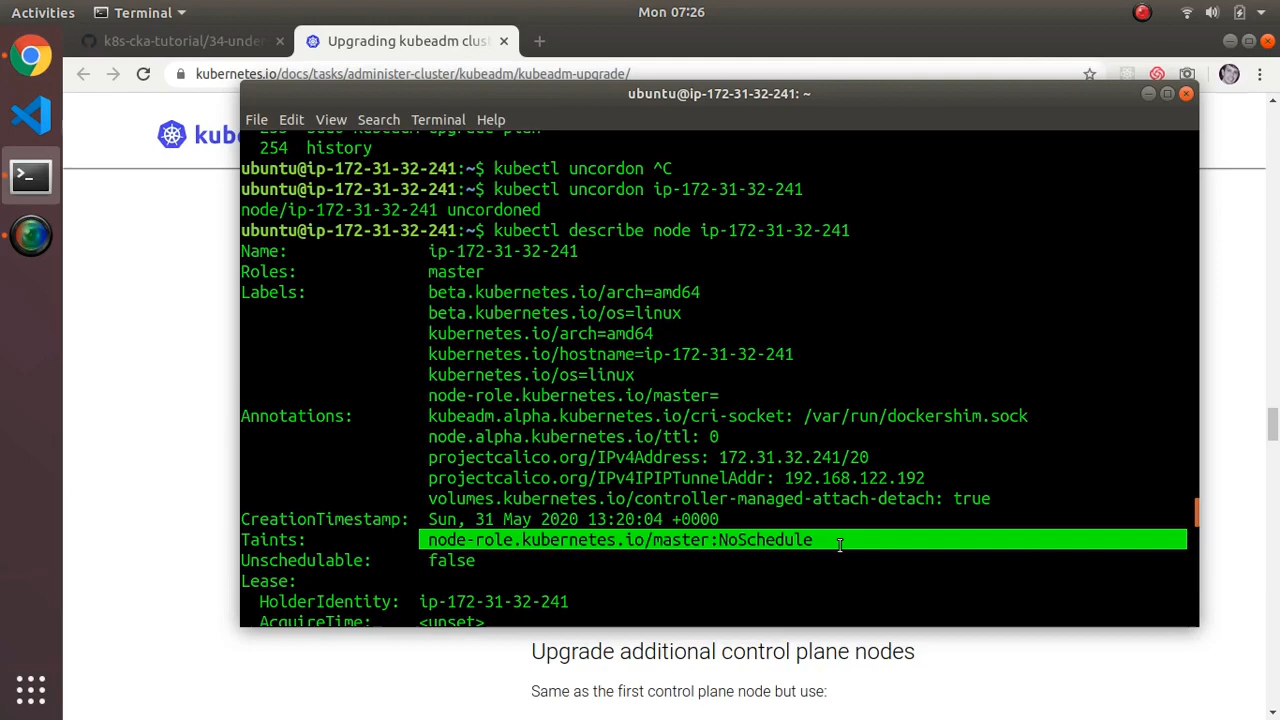 Activities Terminal Mon 07:26
k8s-cka-tutorial/34-under
Upgrading kubeadm clust
kubernetes.io/docs/tasks/administer-cluster/kubeadm/kubeadm-upgrade/
kub
ubuntu@ip-172-31-32-241: ~
File Edit View Search Terminal Help
253 sudo kubeadm upgrade plan
254 history
ubuntu@ip-172-31-32-241:~$ kubectl uncordon ^C
ubuntu@ip-172-31-32-241:~$ kubectl uncordon ip-172-31-32-241
node/ip-172-31-32-241 uncordoned
ubuntu@ip-172-31-32-241:~$ kubectl describe node ip-172-31-32-241
Name: ip-172-31-32-241
Roles: master
Labels: beta.kubernetes.io/arch=amd64
beta.kubernetes.io/os=linux
kubernetes.io/arch=amd64
kubernetes.io/hostname=ip-172-31-32-241
kubernetes.io/os=linux
node-role.kubernetes.io/master=
Annotations: kubeadm.alpha.kubernetes.io/cri-socket: /var/run/dockershim.sock
node.alpha.kubernetes.io/ttl: 0
projectcalico.org/IPv4Address: 172.31.32.241/20
projectcalico.org/IPv4IPIPTunnelAddr: 192.168.122.192
volumes.kubernetes.io/controller-managed-attach-detach: true
CreationTimestamp: Sun, 31 May 2020 13:20:04 +0000
Taints: node-role.kubernetes.io/master:NoSchedule
Unschedulable: false
Lease:
HolderIdentity: ip-172-31-32-241
AcquireTime: <unset>
Upgrade additional control plane nodes
Same as the first control plane node but use: